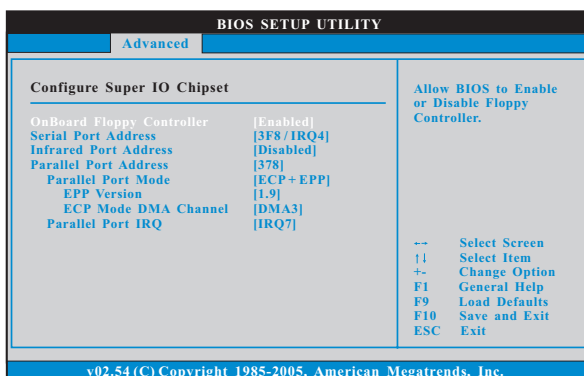 BIOS SETUP UTILITY
Advanced
Configure Super IO Chipset
OnBoard Floppy Controller [Enabled]
Serial Port Address [3F8 / IRQ4]
Infrared Port Address [Disabled]
Parallel Port Address [378]
Parallel Port Mode [ECP + EPP]
EPP Version [1.9]
ECP Mode DMA Channel [DMA3]
Parallel Port IRQ [IRQ7]
Allow BIOS to Enable
or Disable Floppy
Controller.
←→ Select Screen
↑↓ Select Item
+- Change Option
F1 General Help
F9 Load Defaults
F10 Save and Exit
ESC Exit
v02.54 (C) Copyright 1985-2005, American Megatrends, Inc.